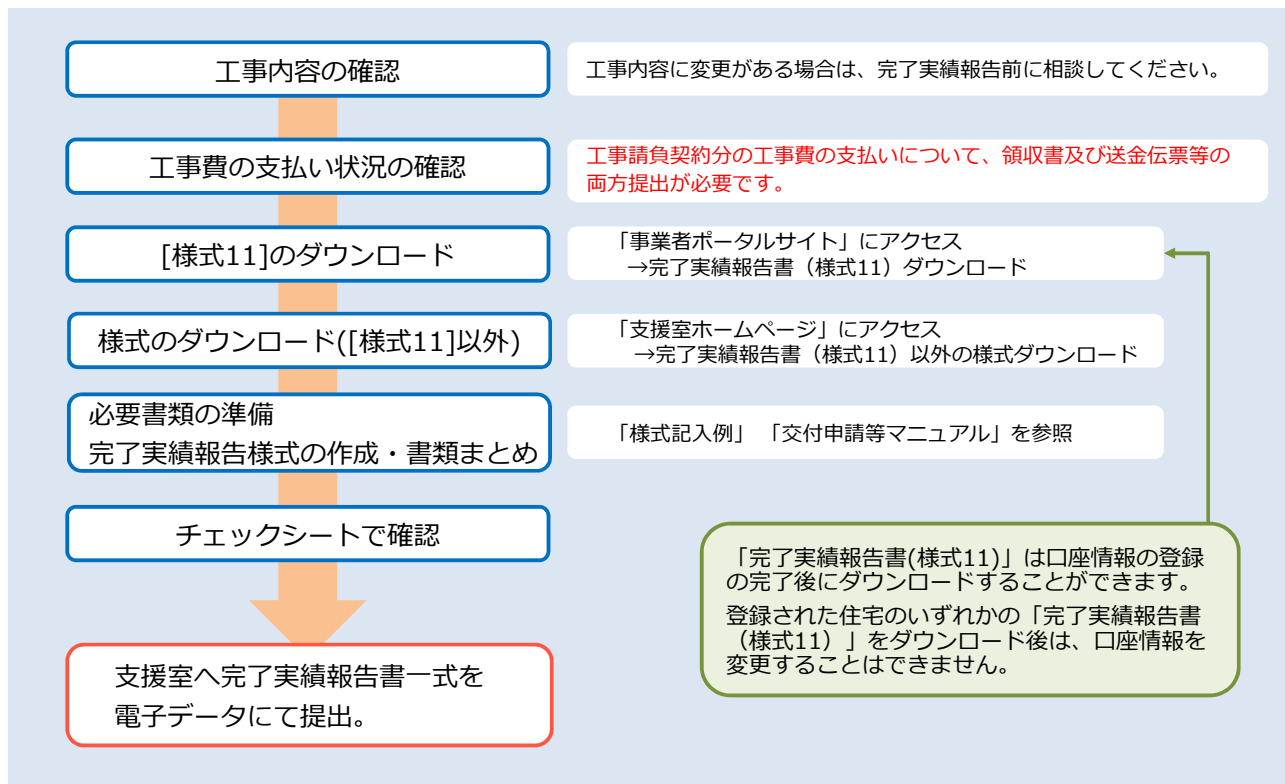 工事内容の確認
工事内容に変更がある場合は、完了実績報告前に相談してください。
工事費の支払い状況の確認
工事請負契約分の工事費の支払いについて、領収書及び送金伝票等の
両方提出が必要です。
[様式11]のダウンロード
「事業者ポータルサイト」にアクセス
→完了実績報告書（様式11）ダウンロード
様式のダウンロード([様式11]以外)
「支援室ホームページ」にアクセス
→完了実績報告書（様式11）以外の様式ダウンロード
必要書類の準備
完了実績報告様式の作成・書類まとめ
「様式記入例」 「交付申請等マニュアル」を参照
チェックシートで確認
「完了実績報告書(様式11)」は口座情報の登録
の完了後にダウンロードすることができます。
登録された住宅のいずれかの「完了実績報告書
（様式11）」をダウンロード後は、口座情報を
変更することはできません。
支援室へ完了実績報告書一式を
電子データにて提出。